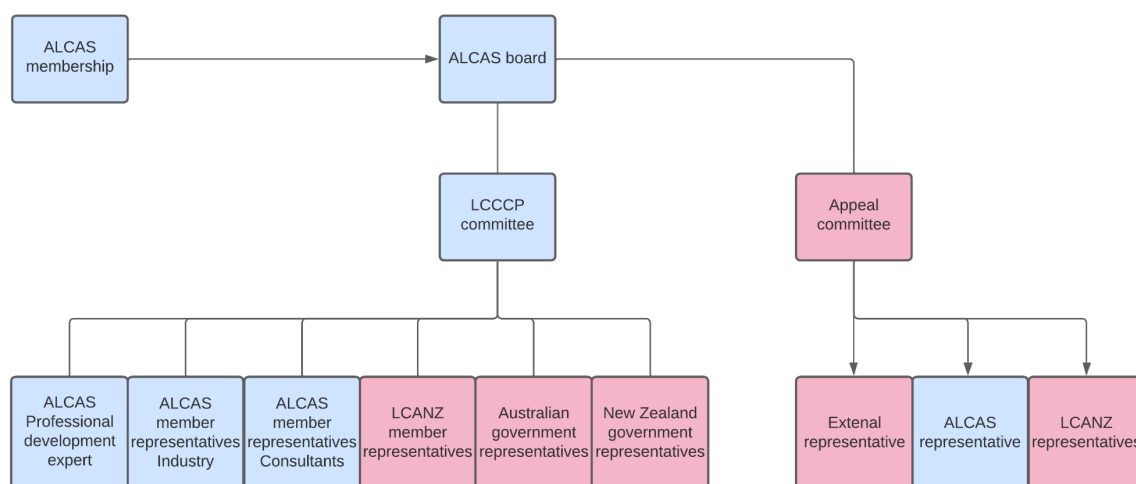 ALCAS
membership
ALCAS board
LCCCP
committee
Appeal
committee
ALCAS
Professional
development
expert
ALCAS
member
representatives
Industry
ALCAS
member
representatives
Consultants
LCANZ
member
representatives
Australian
government
representatives
New Zealand
government
representatives
Extenal
representative
ALCAS
representative
LCANZ
representatives